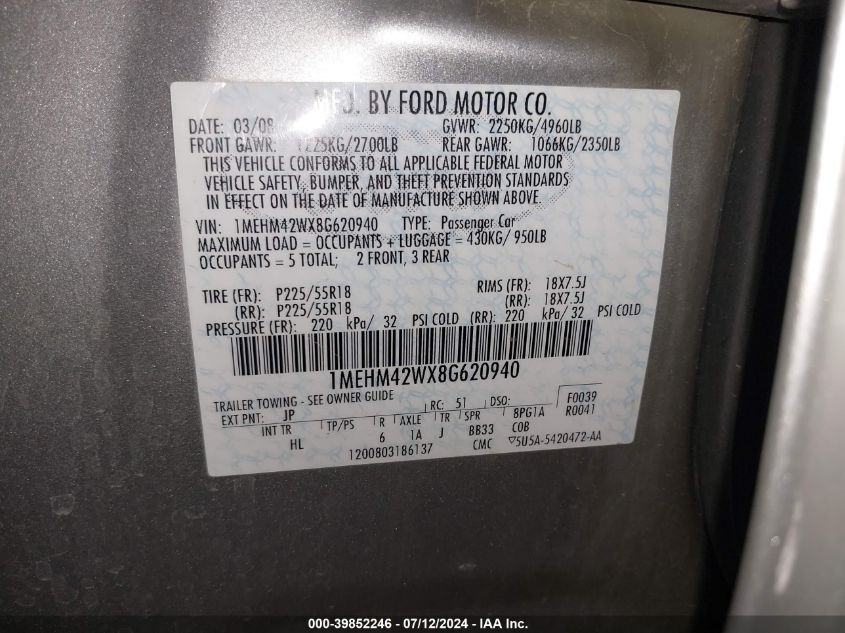 MFD. BY FORD MOTOR CO.
DATE: 03/08 GVWR: 2250KG/4960LB
FRONT GAWR: 1225KG/2700LB REAR GAWR: 1066KG/2350LB
THIS VEHICLE CONFORMS TO ALL APPLICABLE FEDERAL MOTOR
VEHICLE SAFETY, BUMPER, AND THEFT PREVENTION STANDARDS
IN EFFECT ON THE DATE OF MANUFACTURE SHOWN ABOVE.
VIN: 1MEHM42WX8G620940 TYPE: Passenger Car
MAXIMUM LOAD = OCCUPANTS + LUGGAGE = 430KG/ 950LB
OCCUPANTS = 5 TOTAL; 2 FRONT, 3 REAR
TIRE (FR): P225/55R18 RIMS (FR): 18X7.5J
(RR): P225/55R18 (RR): 18X7.5J
PRESSURE (FR): 220 kPa/ 32 PSI COLD (RR): 220 kPa/ 32 PSI COLD
1MEHM42WX8G620940
TRAILER TOWING - SEE OWNER GUIDE
EXT PNT: JP RC: 51 DSO: F0039
INT TR TP/PS R AXLE TR SPR 8PG1A R0041
HL 6 1A J BB33 COB
1200803186137 CMC ▽5U5A-5420472-AA
000-39852246 - 07/12/2024 - IAA Inc.